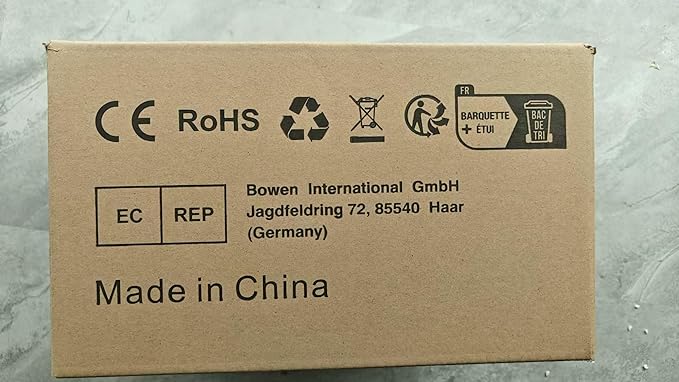 CE RoHS
FR
BARQUETTE
+ ÉTUI
BAC
DE
TRI
EC REP
Bowen International GmbH
Jagdfeldring 72, 85540 Haar
(Germany)
Made in China